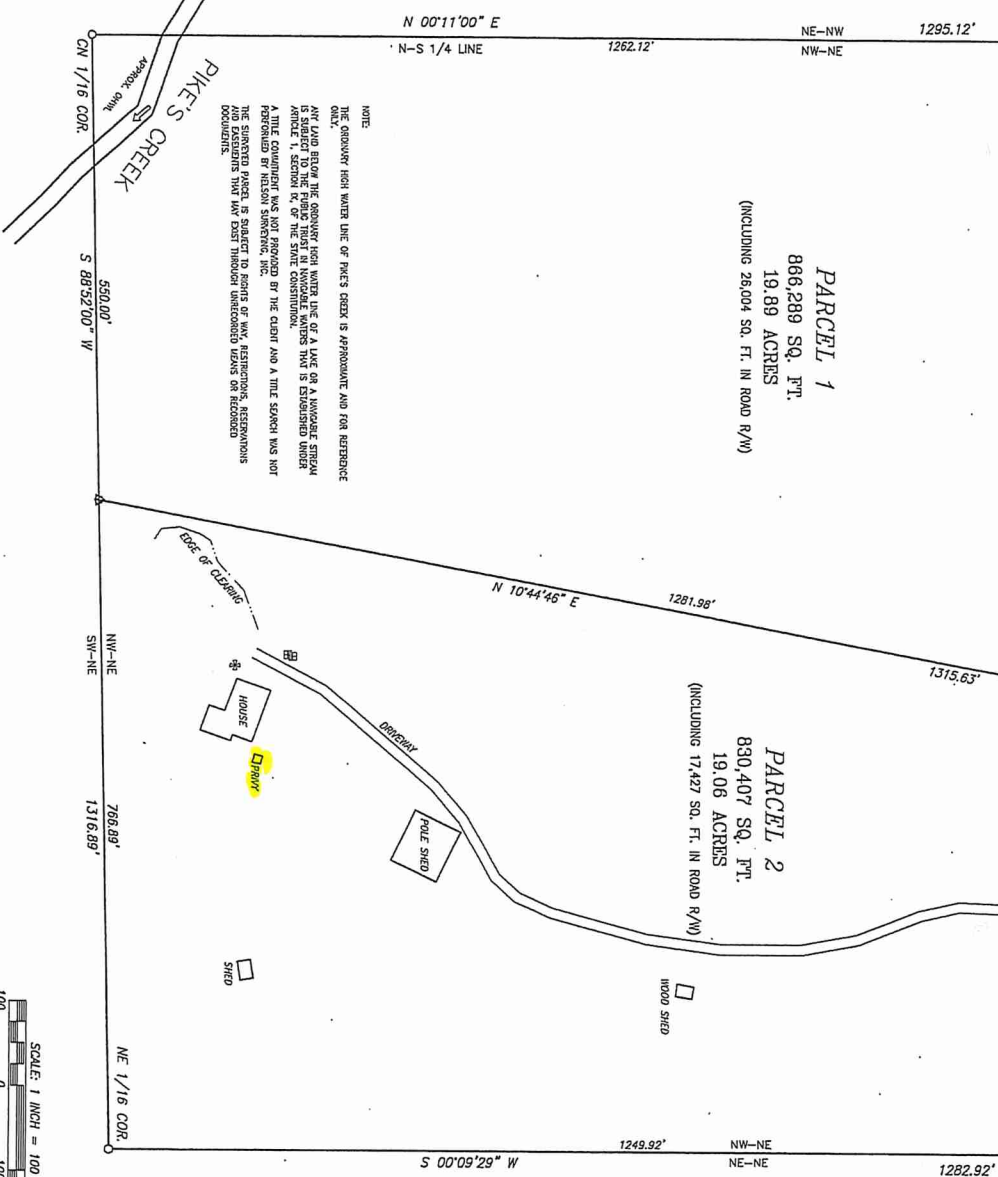 N 00°11'00" E
N-S 1/4 LINE
1262.12'
NE-NW
NW-NE
1295.12'
CN 1/16 COR.
APPROX. OHWL
PIKE'S CREEK
NOTE:
THE ORDINARY HIGH WATER LINE OF PIKE'S CREEK IS APPROXIMATE AND FOR REFERENCE
ONLY.
ANY LAND BELOW THE ORDINARY HIGH WATER LINE OF A LAKE OR A NAVIGABLE STREAM
IS SUBJECT TO THE PUBLIC TRUST IN NAVIGABLE WATERS THAT IS ESTABLISHED UNDER
ARTICLE 1, SECTION IX, OF THE STATE CONSTITUTION.
A TITLE COMMITMENT WAS NOT PROVIDED BY THE CLIENT AND A TITLE SEARCH WAS NOT
PERFORMED BY NELSON SURVEYING, INC.
THE SURVEYED PARCEL IS SUBJECT TO RIGHTS OF WAY, RESTRICTIONS, RESERVATIONS
AND EASEMENTS THAT MAY EXIST THROUGH UNRECORDED MEANS OR RECORDED
DOCUMENTS.
PARCEL 1
866,289 SQ. FT.
19.89 ACRES
(INCLUDING 26,004 SQ. FT. IN ROAD R/W)
550.00'
S 88°52'00" W
EDGE OF CLEARING
N 10°44'46" E
1281.98'
1315.63'
NW-NE
SW-NE
HOUSE
PRIVY
DRIVEWAY
POLE SHED
PARCEL 2
830,407 SQ. FT.
19.06 ACRES
(INCLUDING 17,427 SQ. FT. IN ROAD R/W)
766.89'
1316.89'
SHED
WOOD SHED
NE 1/16 COR.
SCALE: 1 INCH = 100
100
0
100
1249.92'
S 00°09'29" W
NW-NE
NE-NE
1282.92'